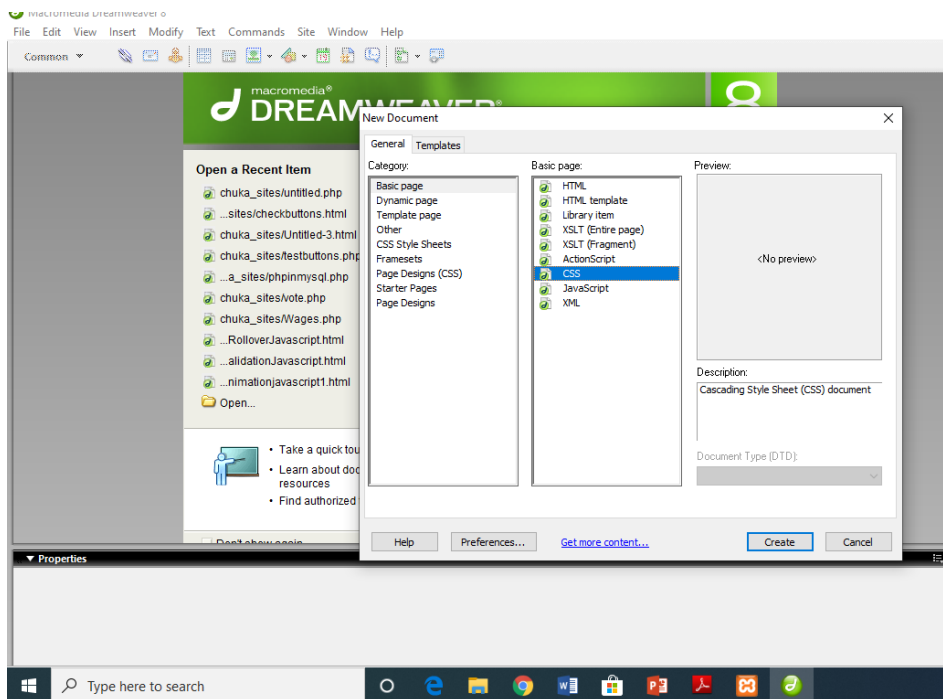 Macromedia Dreamweaver 8
File Edit View Insert Modify Text Commands Site Window Help
Common
macromedia®
DREAMWEAVER®
8
Open a Recent Item
chuka_sites/untitled.php
...sites/checkbuttons.html
chuka_sites/Untitled-3.html
chuka_sites/testbuttons.php
...a_sites/phpinmysql.php
chuka_sites/vote.php
chuka_sites/Wages.php
...RolloverJavascript.html
...alidationJavascript.html
...nimationjavascript1.html
Open...
• Take a quick tou
• Learn about doc
resources
• Find authorized
Don't show again
New Document
General Templates
Category:
Basic page
Dynamic page
Template page
Other
CSS Style Sheets
Framesets
Page Designs (CSS)
Starter Pages
Page Designs
Basic page:
HTML
HTML template
Library item
XSLT (Entire page)
XSLT (Fragment)
ActionScript
CSS
JavaScript
XML
Preview:
<No preview>
Description:
Cascading Style Sheet (CSS) document
Document Type (DTD):
Help Preferences... Get more content... Create Cancel
Properties
Type here to search